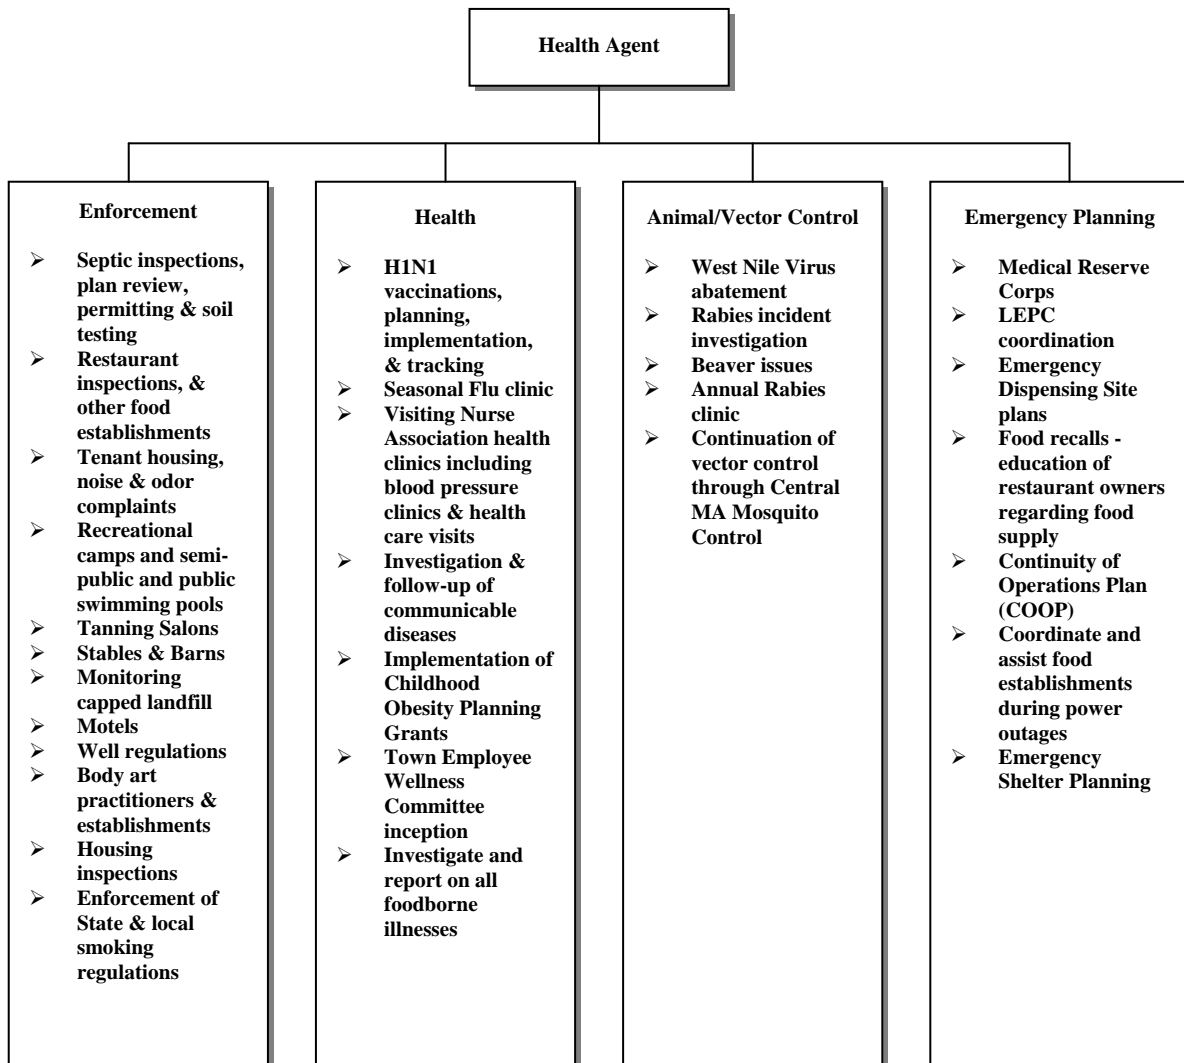 Health Agent
Enforcement
➢ Septic inspections,
plan review,
permitting & soil
testing
➢ Restaurant
inspections, &
other food
establishments
➢ Tenant housing,
noise & odor
complaints
➢ Recreational
camps and semi-
public and public
swimming pools
➢ Tanning Salons
➢ Stables & Barns
➢ Monitoring
capped landfill
➢ Motels
➢ Well regulations
➢ Body art
practitioners &
establishments
➢ Housing
inspections
➢ Enforcement of
State & local
smoking
regulations
Health
➢ H1N1
vaccinations,
planning,
implementation,
& tracking
➢ Seasonal Flu clinic
➢ Visiting Nurse
Association health
clinics including
blood pressure
clinics & health
care visits
➢ Investigation &
follow-up of
communicable
diseases
➢ Implementation of
Childhood
Obesity Planning
Grants
➢ Town Employee
Wellness
Committee
inception
➢ Investigate and
report on all
foodborne
illnesses
Animal/Vector Control
➢ West Nile Virus
abatement
➢ Rabies incident
investigation
➢ Beaver issues
➢ Annual Rabies
clinic
➢ Continuation of
vector control
through Central
MA Mosquito
Control
Emergency Planning
➢ Medical Reserve
Corps
➢ LEPC
coordination
➢ Emergency
Dispensing Site
plans
➢ Food recalls -
education of
restaurant owners
regarding food
supply
➢ Continuity of
Operations Plan
(COOP)
➢ Coordinate and
assist food
establishments
during power
outages
➢ Emergency
Shelter Planning